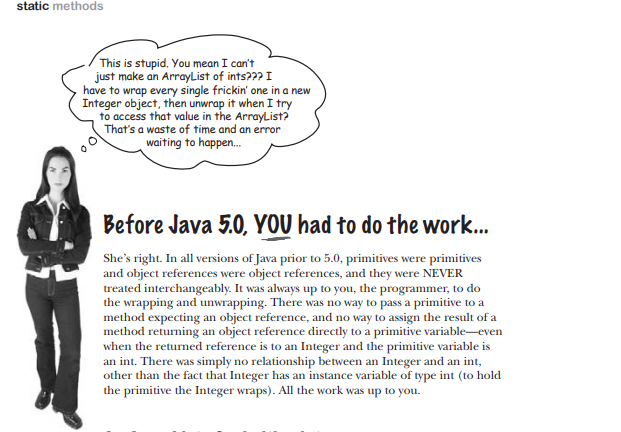 static methods
This is stupid. You mean I can't
just make an ArrayList of ints??? I
have to wrap every single frickin' one in a new
Integer object, then unwrap it when I try
to access that value in the ArrayList?
That's a waste of time and an error
waiting to happen...
Before Java 5.0, YOU had to do the work...
She's right. In all versions of Java prior to 5.0, primitives were primitives
and object references were object references, and they were NEVER
treated interchangeably. It was always up to you, the programmer, to do
the wrapping and unwrapping. There was no way to pass a primitive to a
method expecting an object reference, and no way to assign the result of a
method returning an object reference directly to a primitive variable—even
when the returned reference is to an Integer and the primitive variable is
an int. There was simply no relationship between an Integer and an int,
other than the fact that Integer has an instance variable of type int (to hold
the primitive the Integer wraps). All the work was up to you.